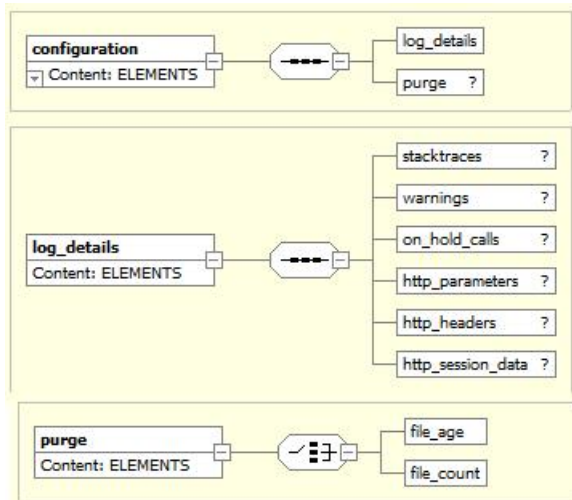 configuration
Content: ELEMENTS
log_details
purge ?
log_details
Content: ELEMENTS
stacktraces ?
warnings ?
on_hold_calls ?
http_parameters ?
http_headers ?
http_session_data ?
purge
Content: ELEMENTS
file_age
file_count